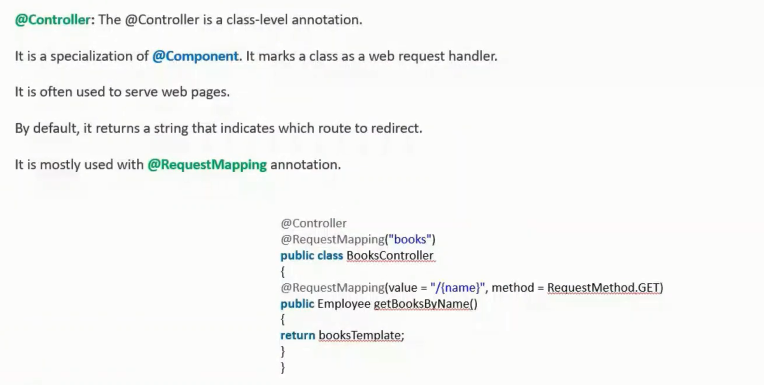 @Controller: The @Controller is a class-level annotation.
It is a specialization of @Component. It marks a class as a web request handler.
It is often used to serve web pages.
By default, it returns a string that indicates which route to redirect.
It is mostly used with @RequestMapping annotation.
@Controller
@RequestMapping("books")
public class BooksController
{
@RequestMapping(value = "/{name}", method = RequestMethod.GET)
public Employee getBooksByName()
{
return booksTemplate;
}
}